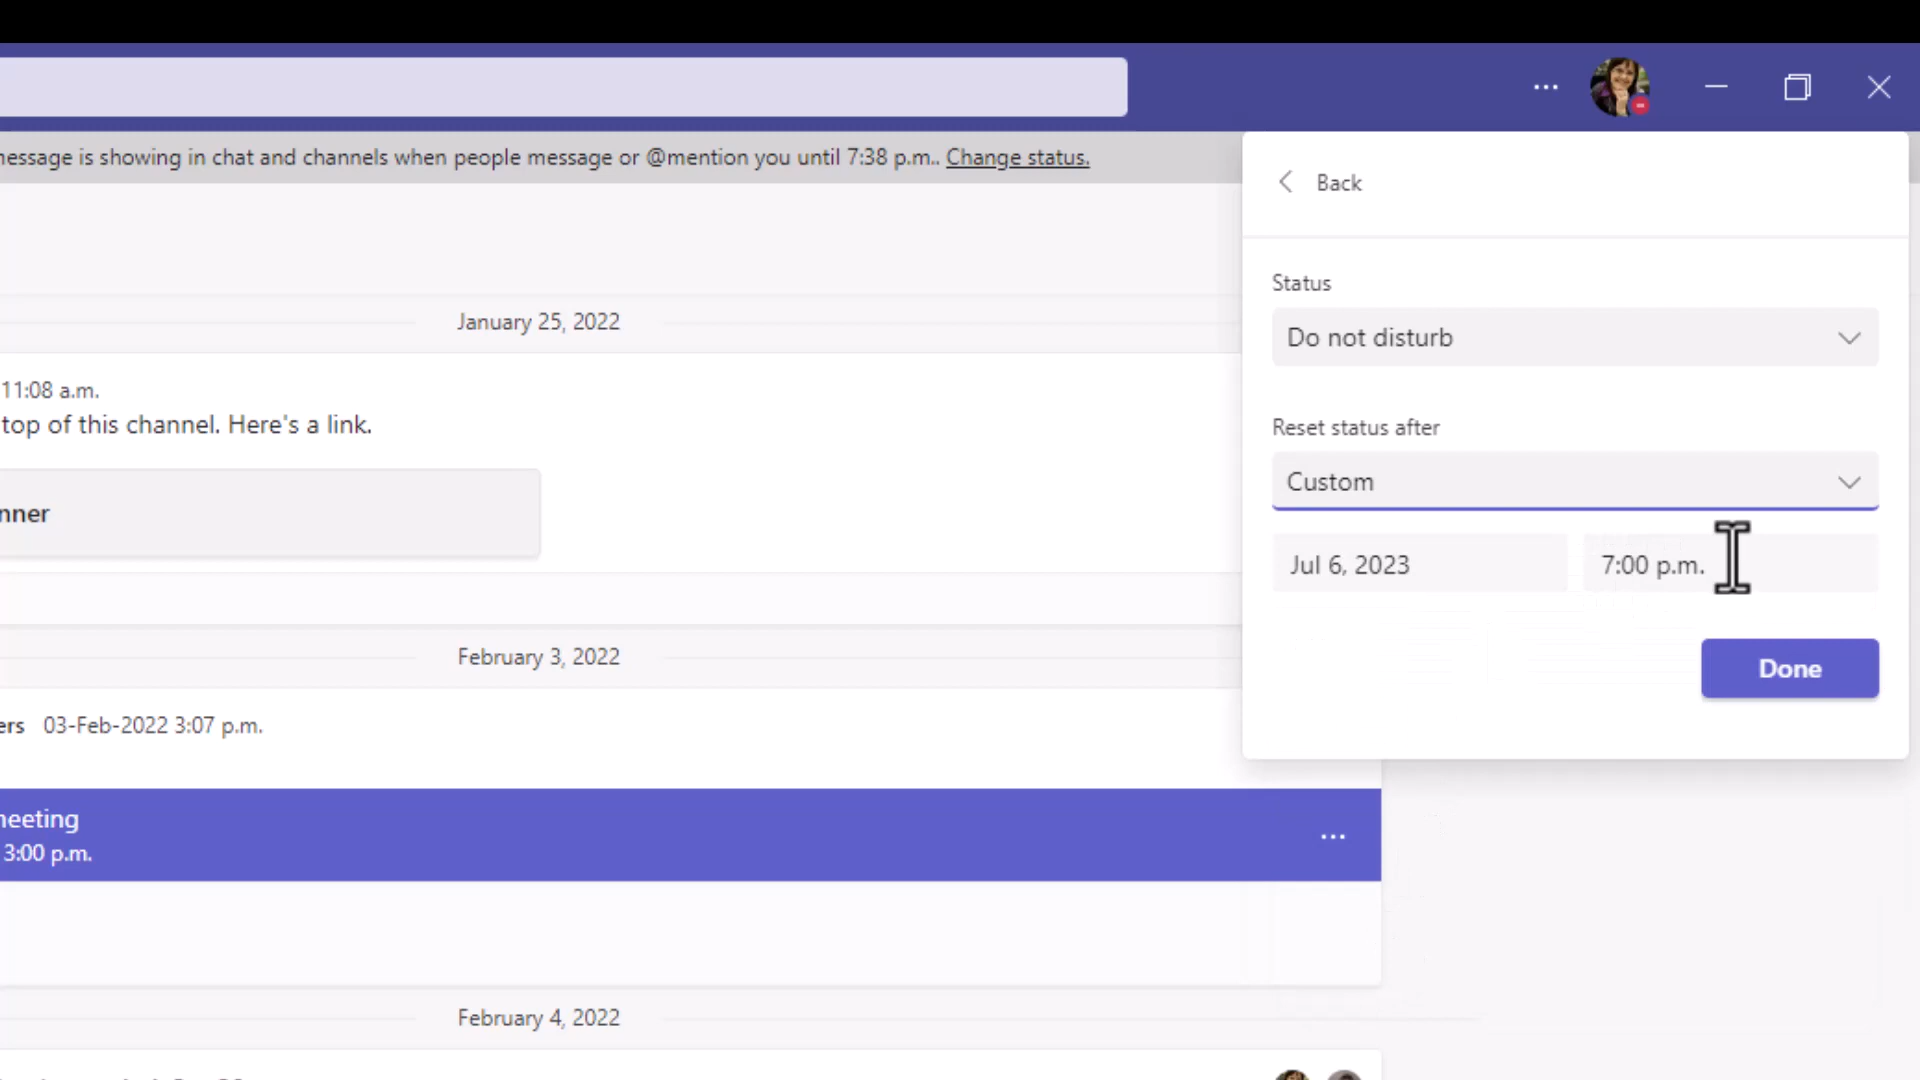 essage is showing in chat and channels when people message or @mention you until 7:38 p.m.. Change status.
Back
Status
Do not disturb
Reset status after
Custom
Jul 6, 2023 7:00 p.m.
Done
January 25, 2022
11:08 a.m.
top of this channel. Here's a link.
nner
February 3, 2022
ers 03-Feb-2022 3:07 p.m.
eeting
3:00 p.m.
February 4, 2022